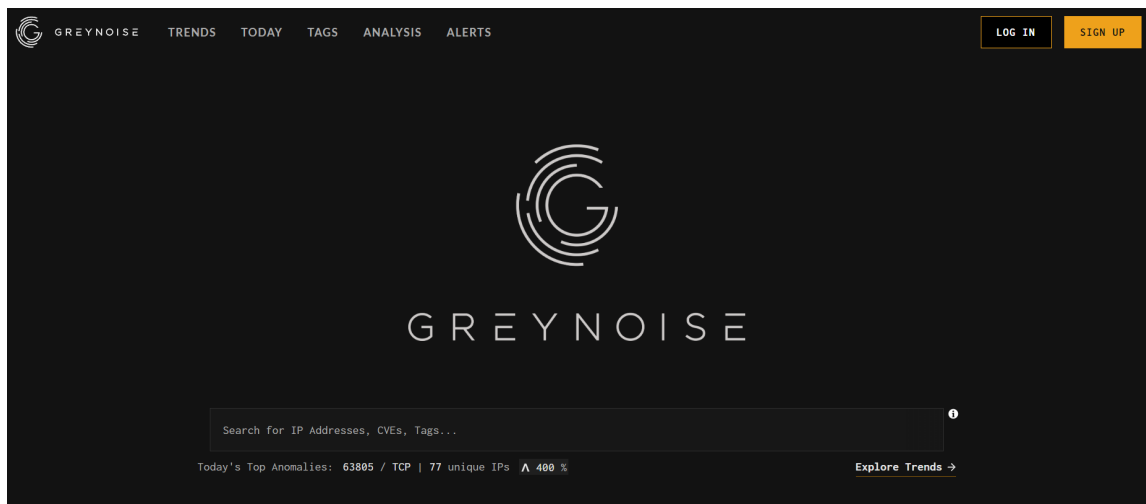 GREYNOISE TRENDS TODAY TAGS ANALYSIS ALERTS LOG IN SIGN UP
GREYNOISE
Search for IP Addresses, CVEs, Tags...
Today's Top Anomalies: 63805 / TCP | 77 unique IPs 400 % Explore Trends →